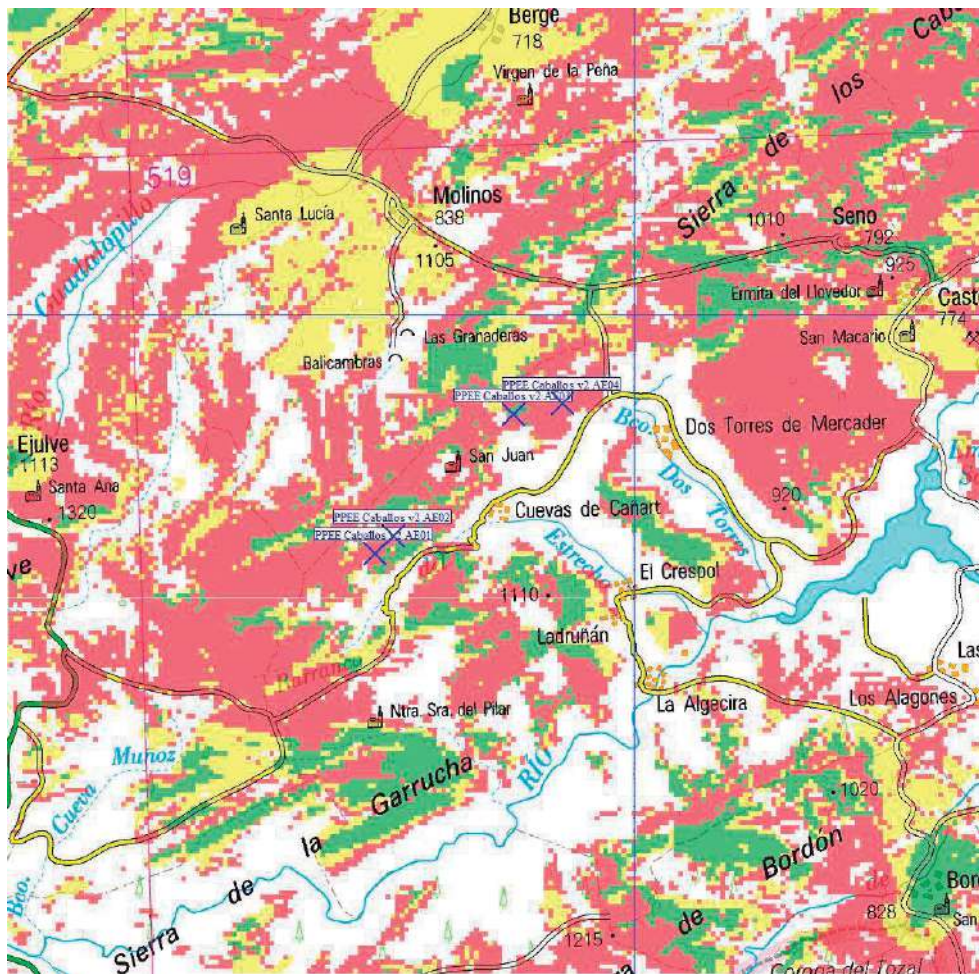 Berge
718
Virgen de la Peña
los
de
Sierra
519
Santa Lucía
Molinos
838
1105
1010
Seno
792
925
Ermita del Llovedor
Guadalopillo
RÍO
Las Granaderas
Balicambras
San Macario
774
PPEE Caballos v2 AE04
Bco.
Dos
Torres
Dos Torres de Mercader
Ejulve
1113
Santa Ana
1320
San Juan
PPEE Caballos v2 AE02
Cuevas de Cañart
Estrecho
920
El Crespol
1110
Ladruñán
Barranco
La Algecira
Los Alagones
Las
Ntra. Sra. del Pilar
Muñoz
Cueva
Bco.
RÍO
Sierra
de
la
Garrucha
1020
Bordón
de
828
San
1215